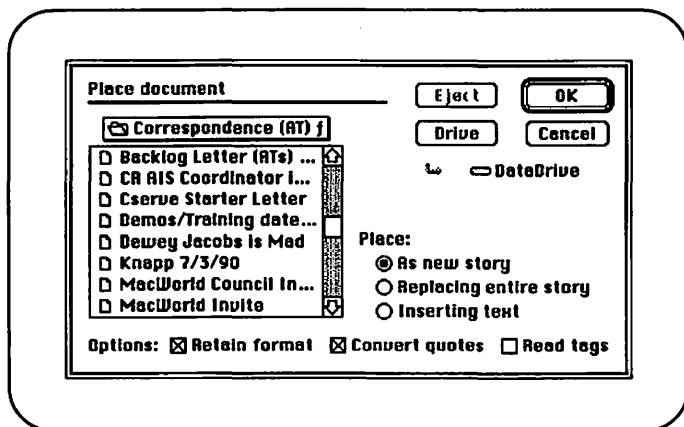 Place document
Eject
OK
Correspondence (AT) ƒ
Drive
Cancel
Backlog Letter (ATs) ...
DataDrive
CR AIS Coordinator i...
Cserve Starter Letter
Demos/Training date...
Dewey Jacobs is Mad
Place:
Knapp 7/3/90
As new story
MacWorld Council In...
Replacing entire story
MacWorld Invite
Inserting text
Options: Retain format Convert quotes Read tags